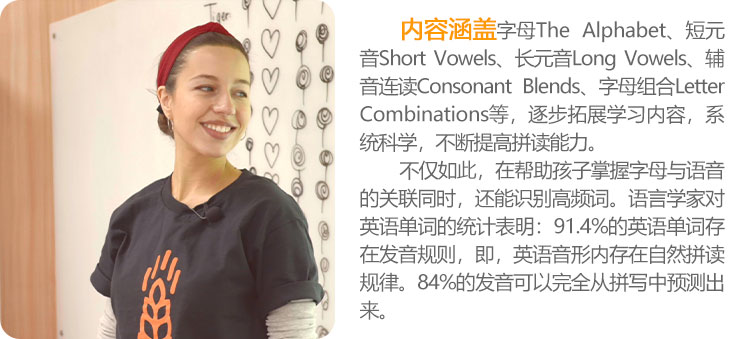 Tiger
内容涵盖字母The Alphabet、短元
音Short Vowels、长元音Long Vowels、辅
音连读Consonant Blends、字母组合Letter
Combinations等，逐步拓展学习内容，系
统科学，不断提高拼读能力。
不仅如此，在帮助孩子掌握字母与语音
的关联同时，还能识别高频词。语言学家对
英语单词的统计表明：91.4%的英语单词存
在发音规则，即，英语音形内存在自然拼读
规律。84%的发音可以完全从拼写中预测出
来。